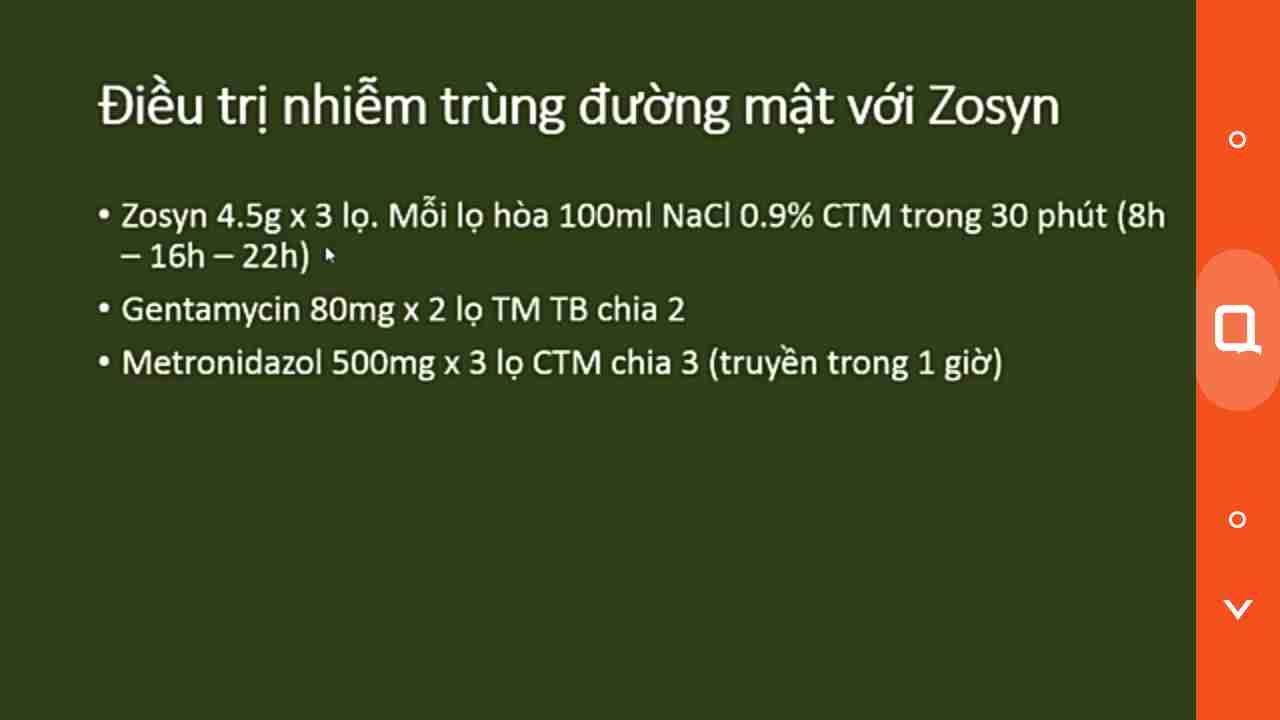 Điều trị nhiễm trùng đường mật với Zosyn
• Zosyn 4.5g x 3 lọ. Mỗi lọ hòa 100ml NaCl 0.9% CTM trong 30 phút (8h
– 16h – 22h)
• Gentamycin 80mg x 2 lọ TM TB chia 2
• Metronidazol 500mg x 3 lọ CTM chia 3 (truyền trong 1 giờ)